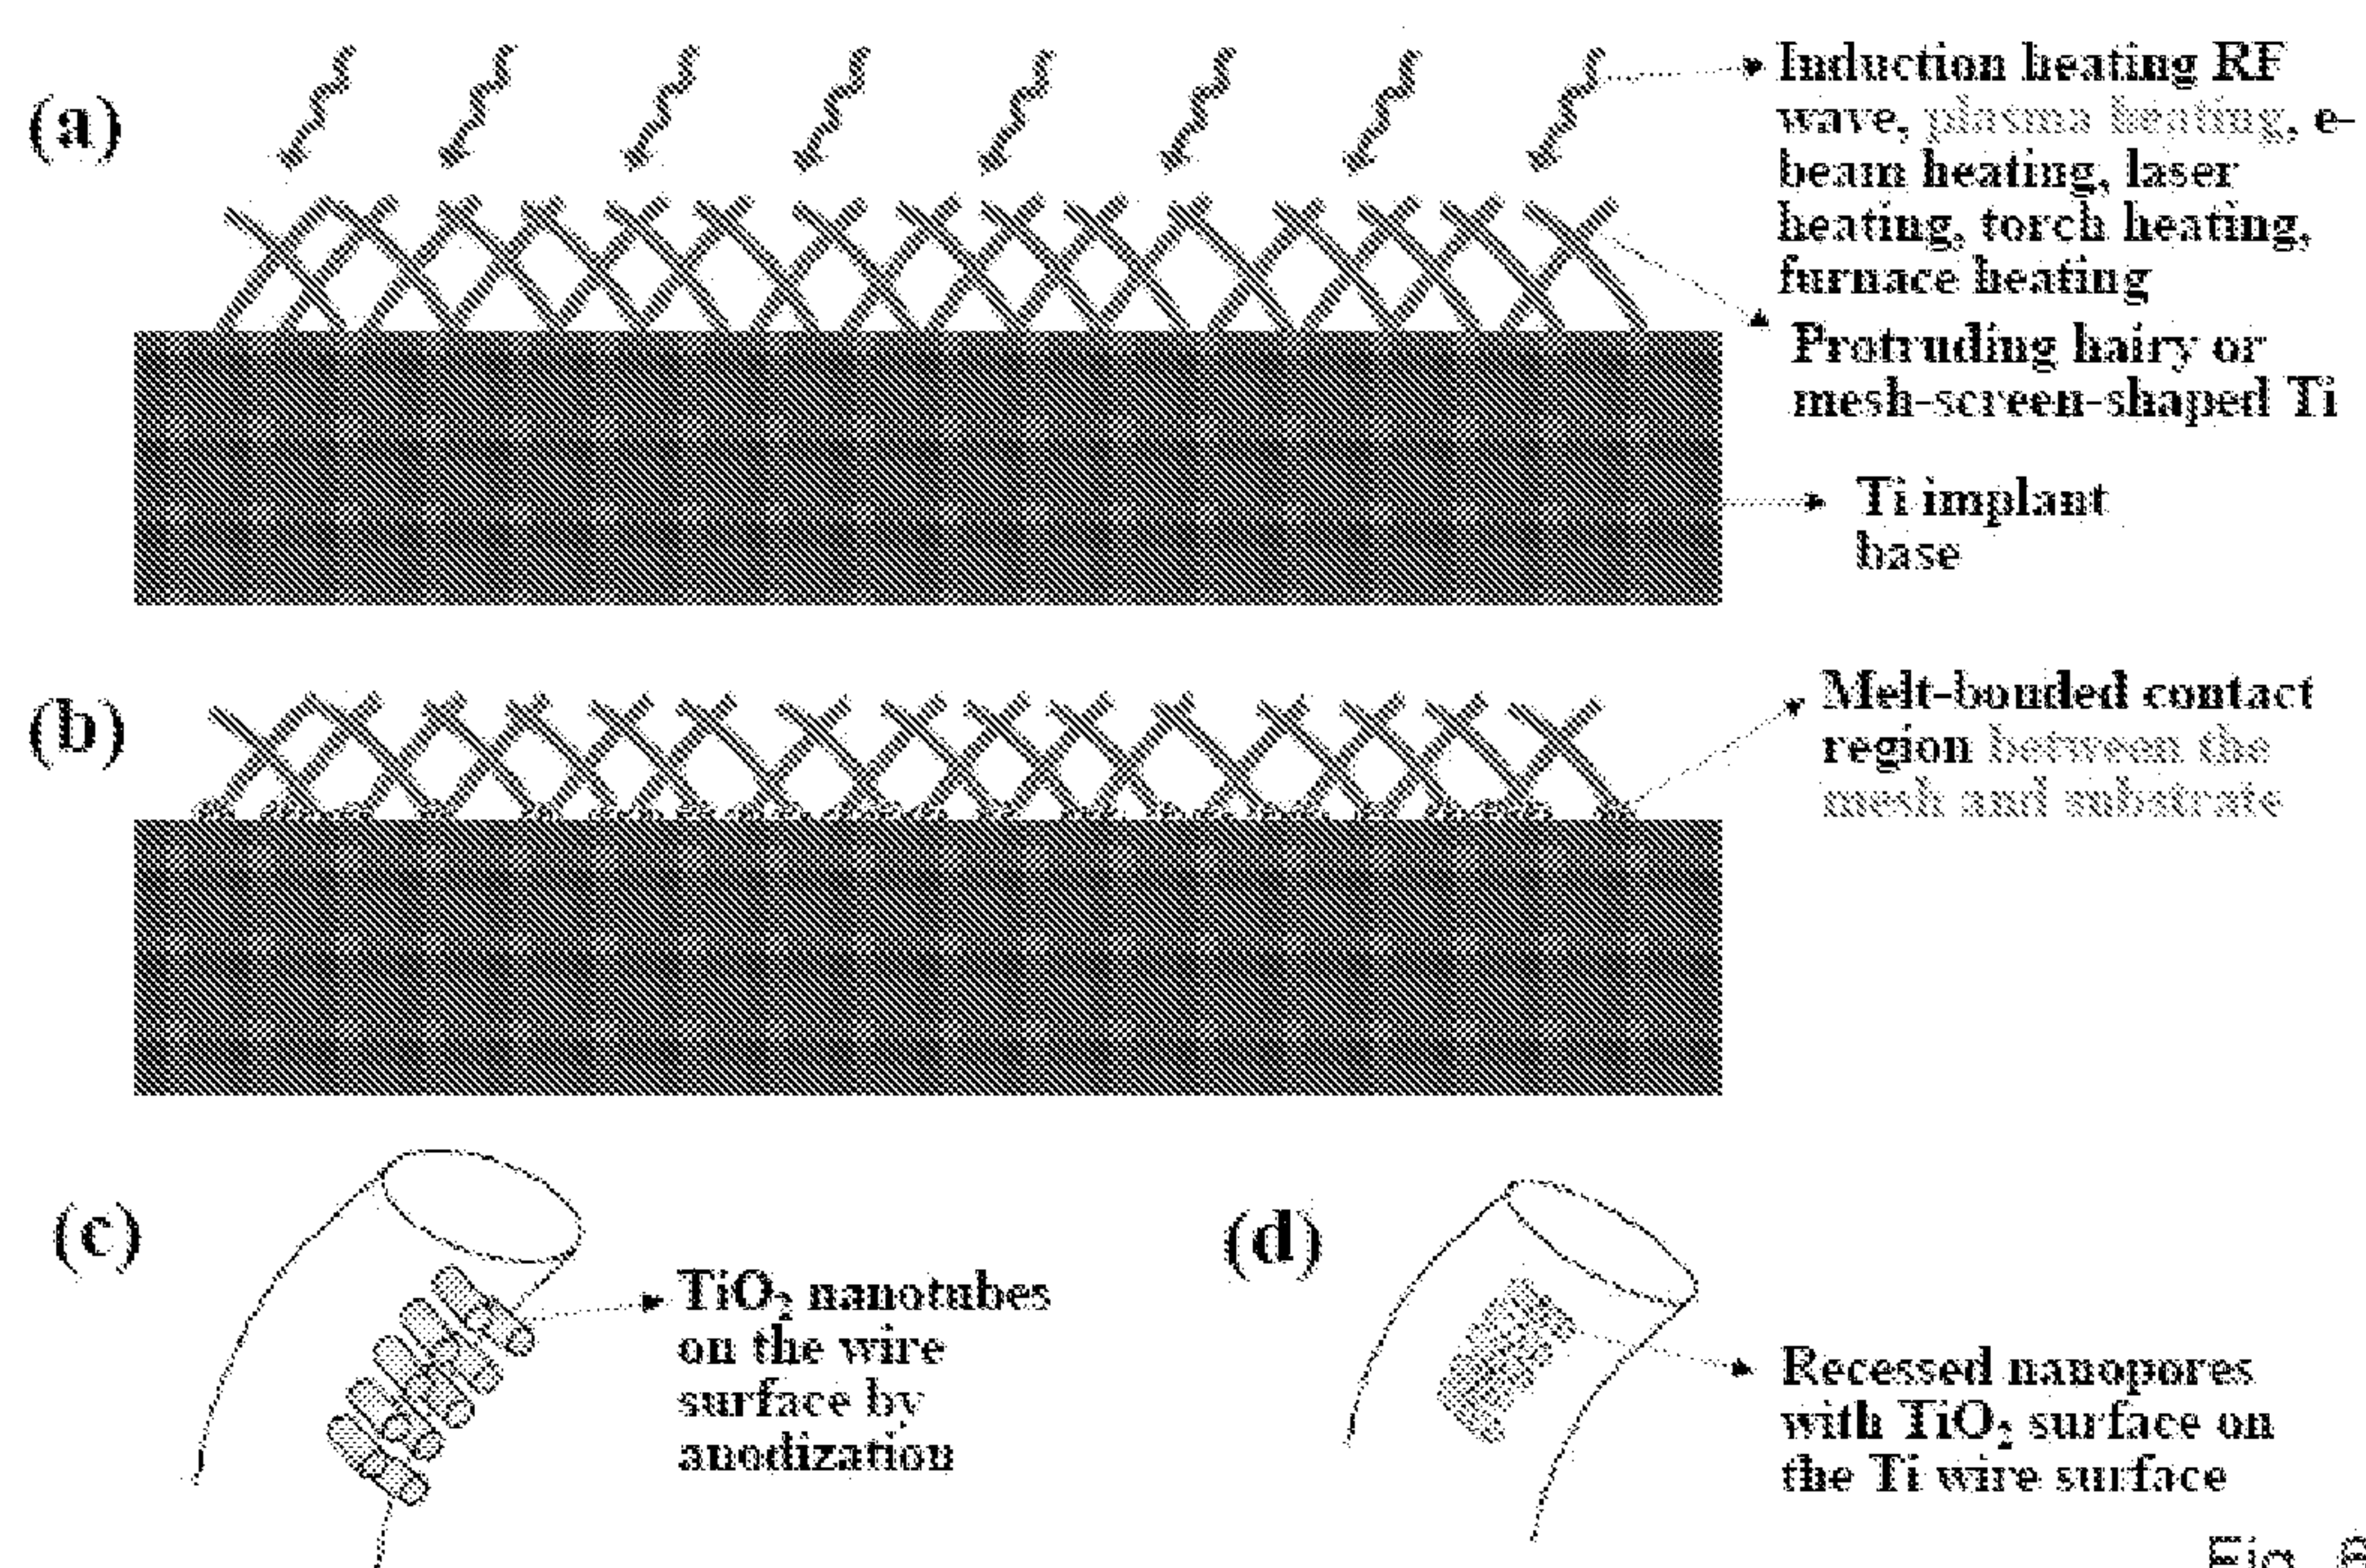 (a)
Induction heating RF
wave, plasma heating, e-
beam heating, laser
heating, torch heating,
furnace heating
Protruding hairy or
mesh-screen-shaped Ti
Ti implant
base
(b)
Melt-bouded contact
region between the
mesh and substrate
(c)
TiO₂ nanotubes
on the wire
surface by
anodization
(d)
Recessed nanopores
with TiO₂ surface on
the Ti wire surface
Fig.